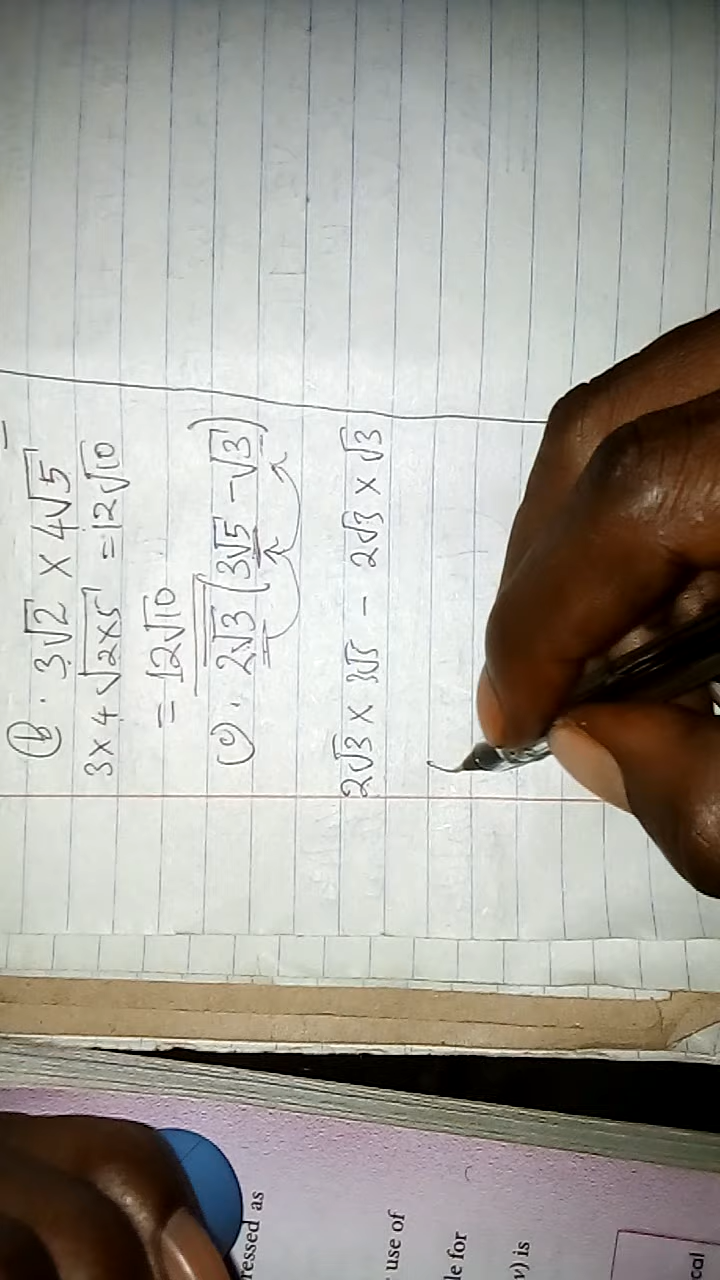 (b). 3√2 × 4√5
3×4√2×5 = 12√10
= 12√10
(c). 2√3 (3√5 - √3)
2√3 × 3√5 - 2√3 × √3
ressed as
use of
le for
v) is
cal